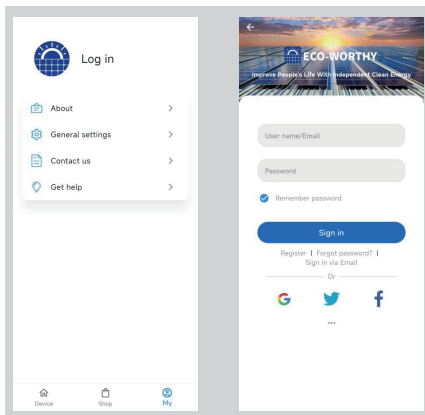 Log in
About
General settings
Contact us
Get help
Device
Shop
My
ECO-WORTHY
Improve People's Life With Independent Clean Energy
User name/Email
Password
Remember password
Sign in
Register | Forgot password? |
Sign In via Email
Or
G
f
...